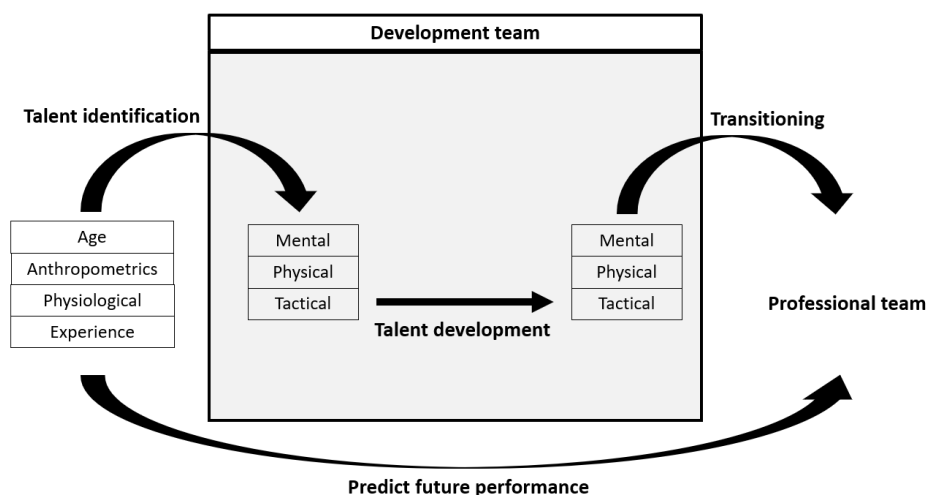 Development team
Talent identification
Transitioning
Age
Anthropometrics
Physiological
Experience
Mental
Physical
Tactical
Talent development
Mental
Physical
Tactical
Professional team
Predict future performance